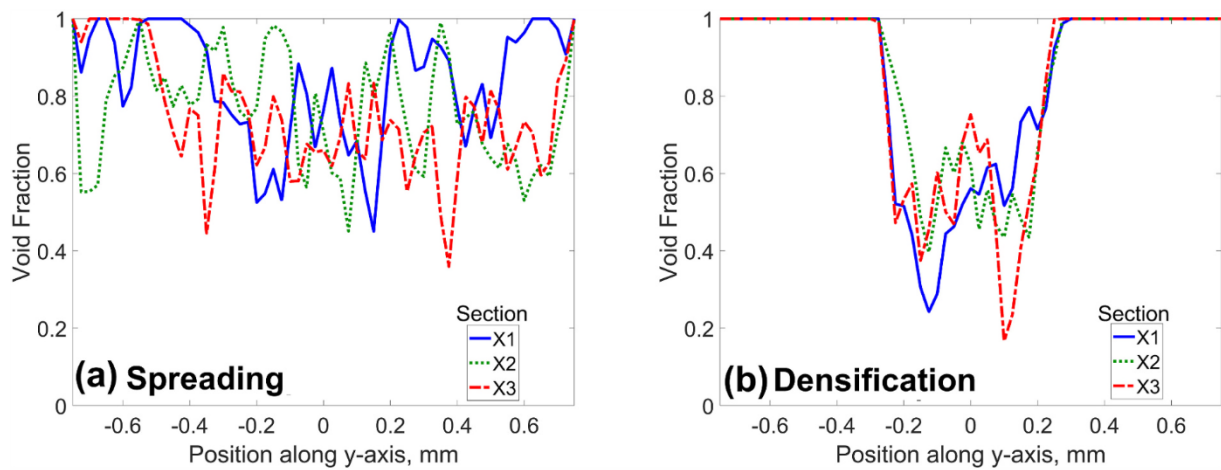 1
0.8
0.6
0.4
0.2
0
Void Fraction
-0.6 -0.4 -0.2 0 0.2 0.4 0.6
Position along y-axis, mm
Section
X1
X2
X3
(a) Spreading
1
0.8
0.6
0.4
0.2
0
Void Fraction
-0.6 -0.4 -0.2 0 0.2 0.4 0.6
Position along y-axis, mm
Section
X1
X2
X3
(b) Densification